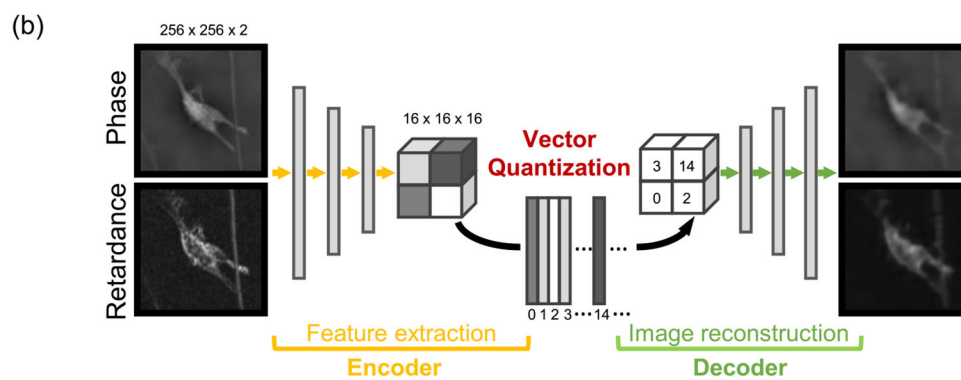 (b)
256 x 256 x 2
Phase
Retardance
16 x 16 x 16
Vector
Quantization
3 14
0 2
0 1 2 3 ••• 14 •••
Feature extraction
Encoder
Image reconstruction
Decoder